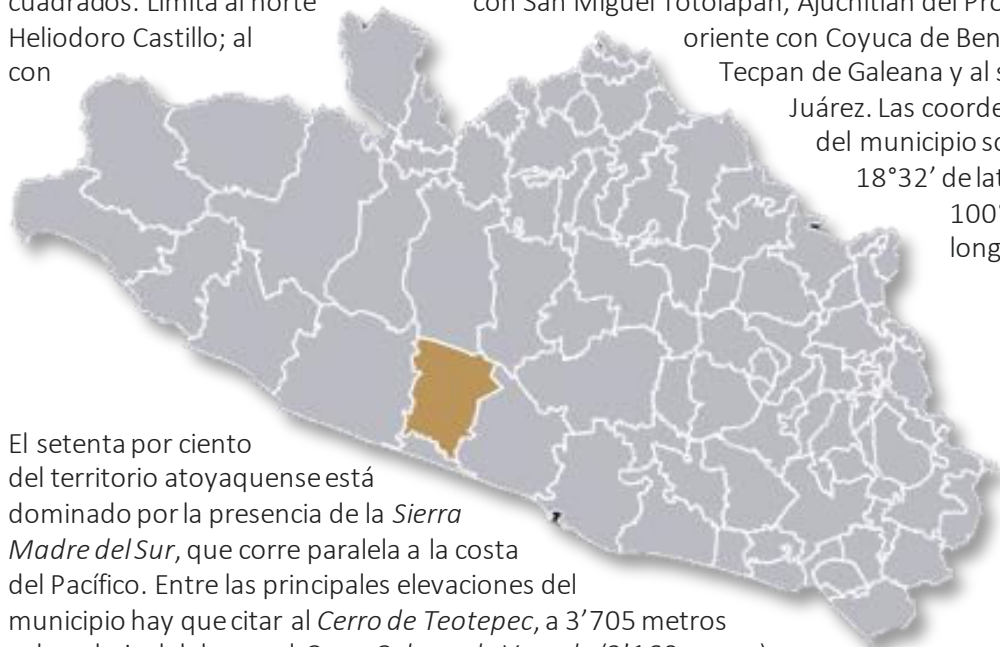 cuadrados. Limita al norte con San Miguel Totolapan, Ajuchitlán del Pro
Heliodoro Castillo; al oriente con Coyuca de Ben
con Tecpan de Galeana y al s
Juárez. Las coorde
del municipio so
18°32’ de lat
100°
long
El setenta por ciento
del territorio atoyaquense está
dominado por la presencia de la Sierra
Madre del Sur, que corre paralela a la costa
del Pacífico. Entre las principales elevaciones del
municipio hay que citar al Cerro de Teotepec, a 3’705 metros